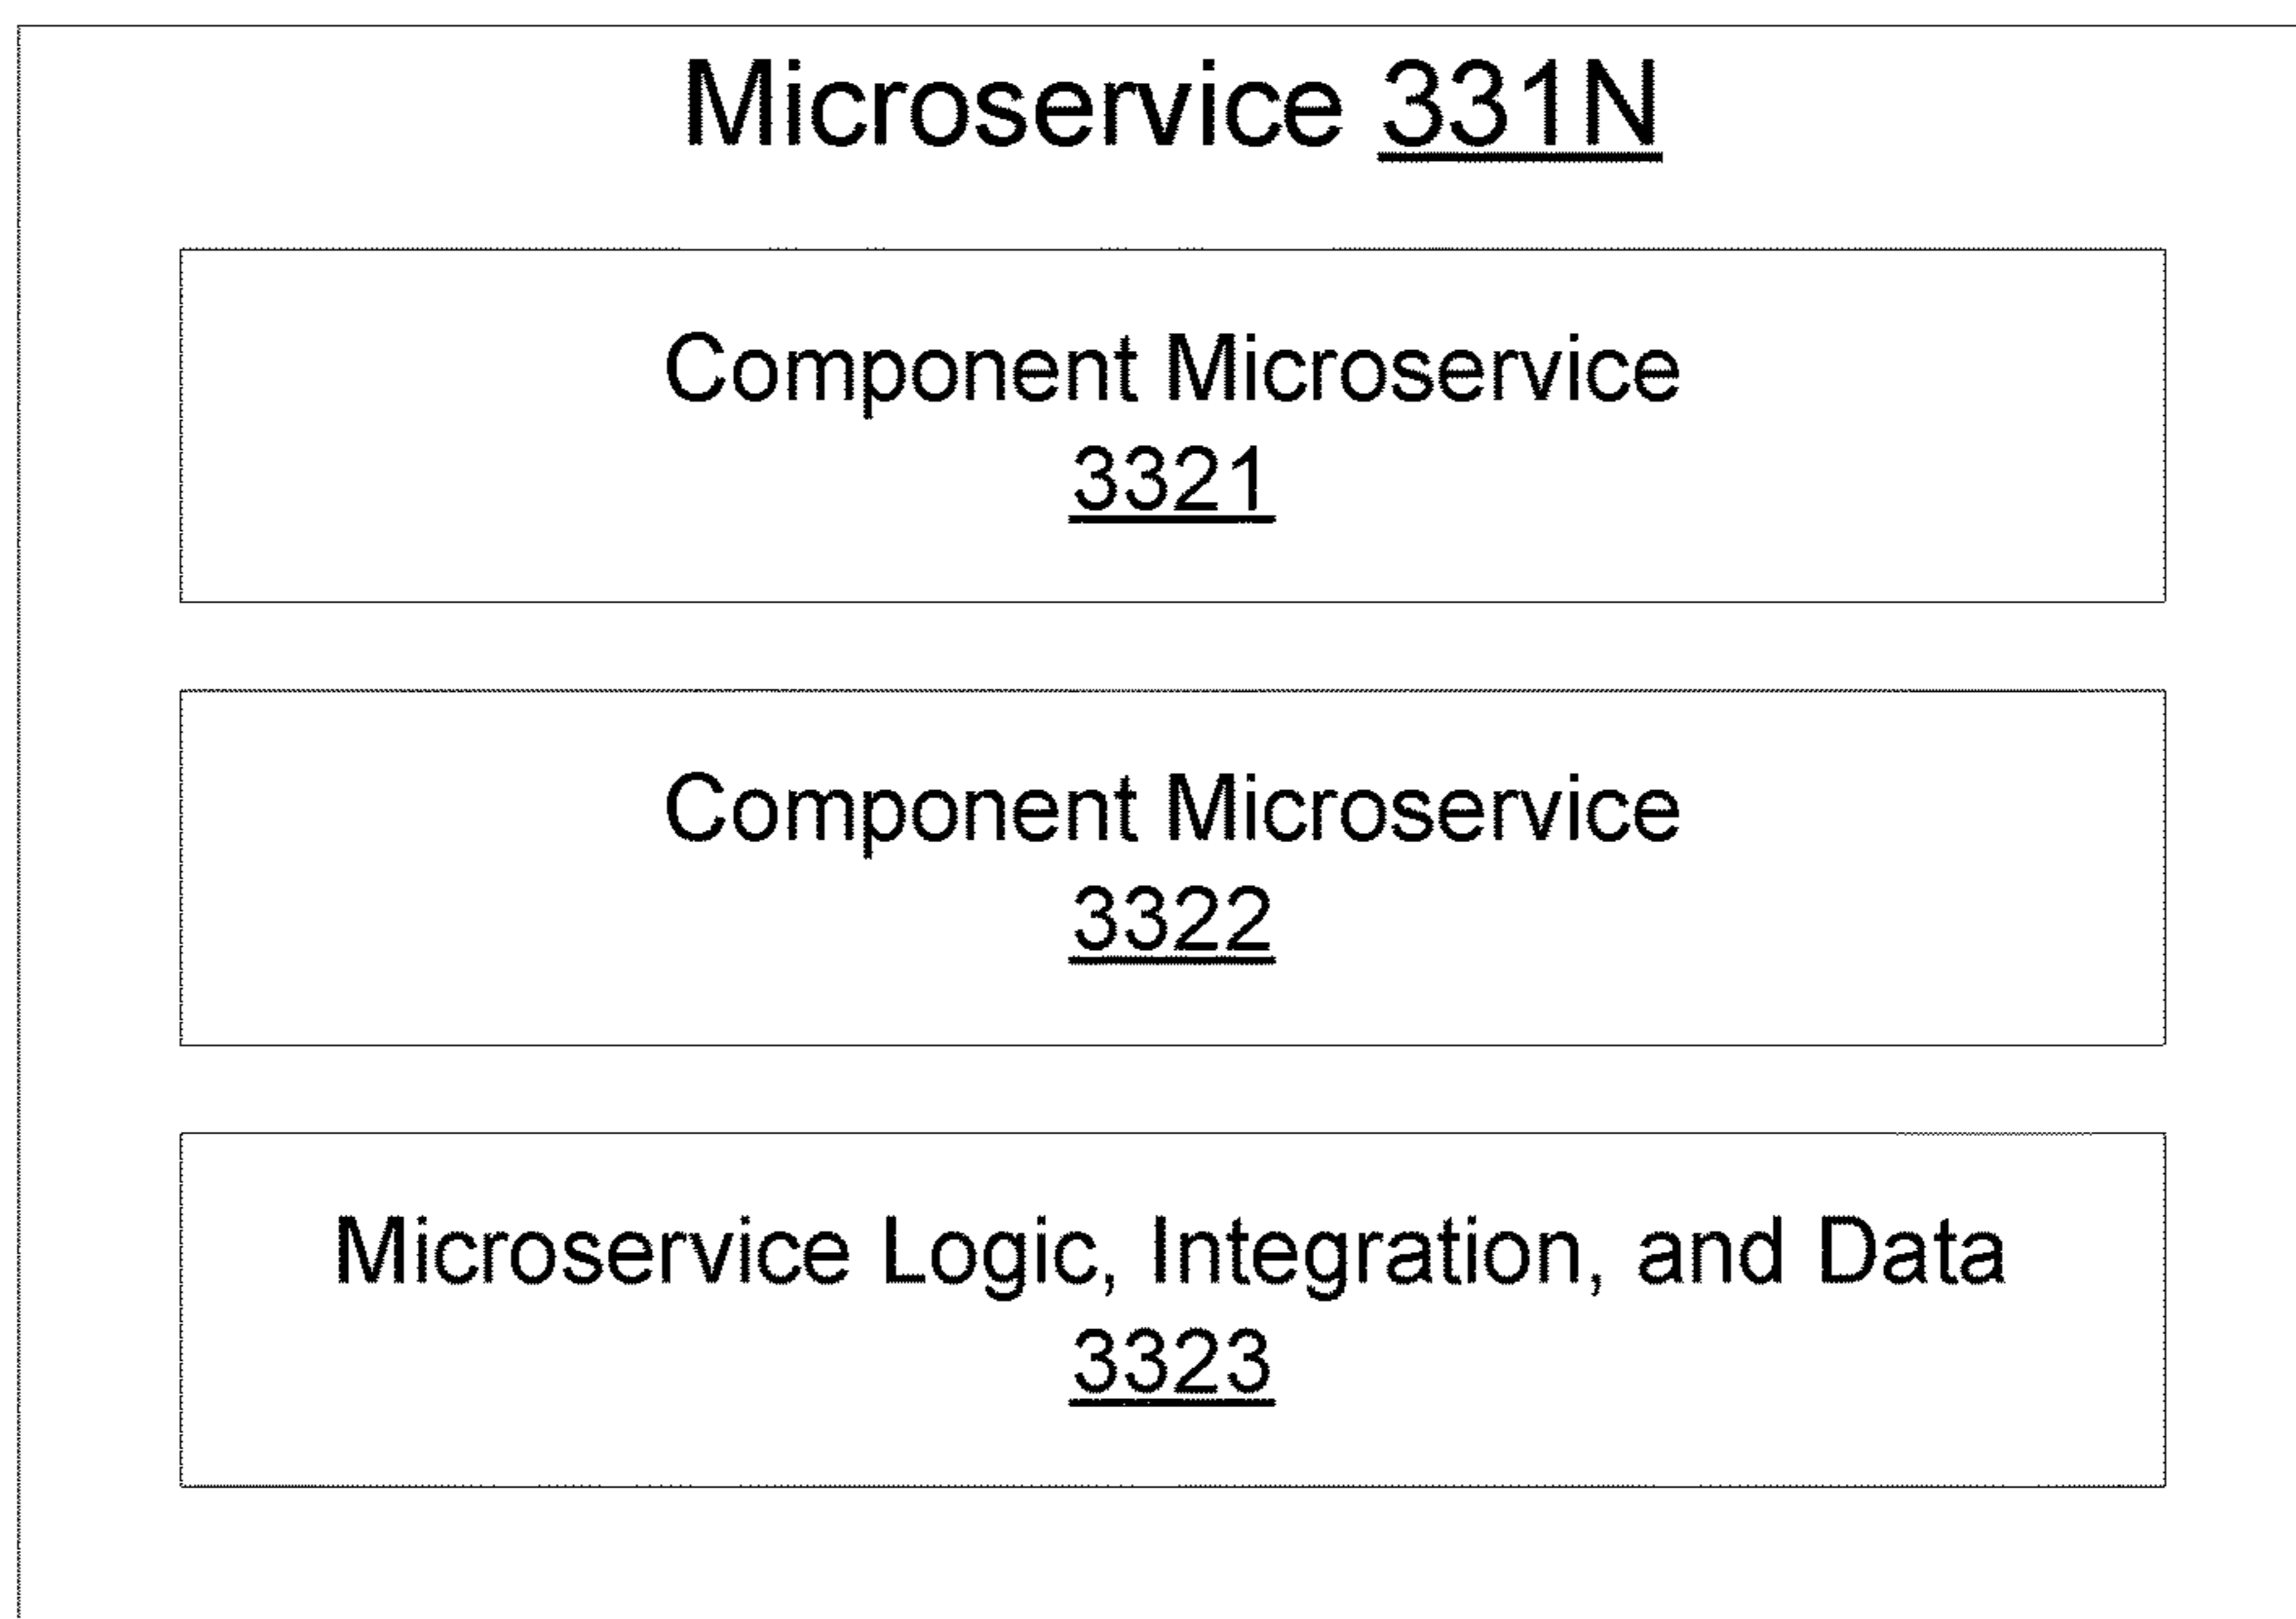 Microservice 331N
Component Microservice
3321
Component Microservice
3322
Microservice Logic, Integration, and Data
3323